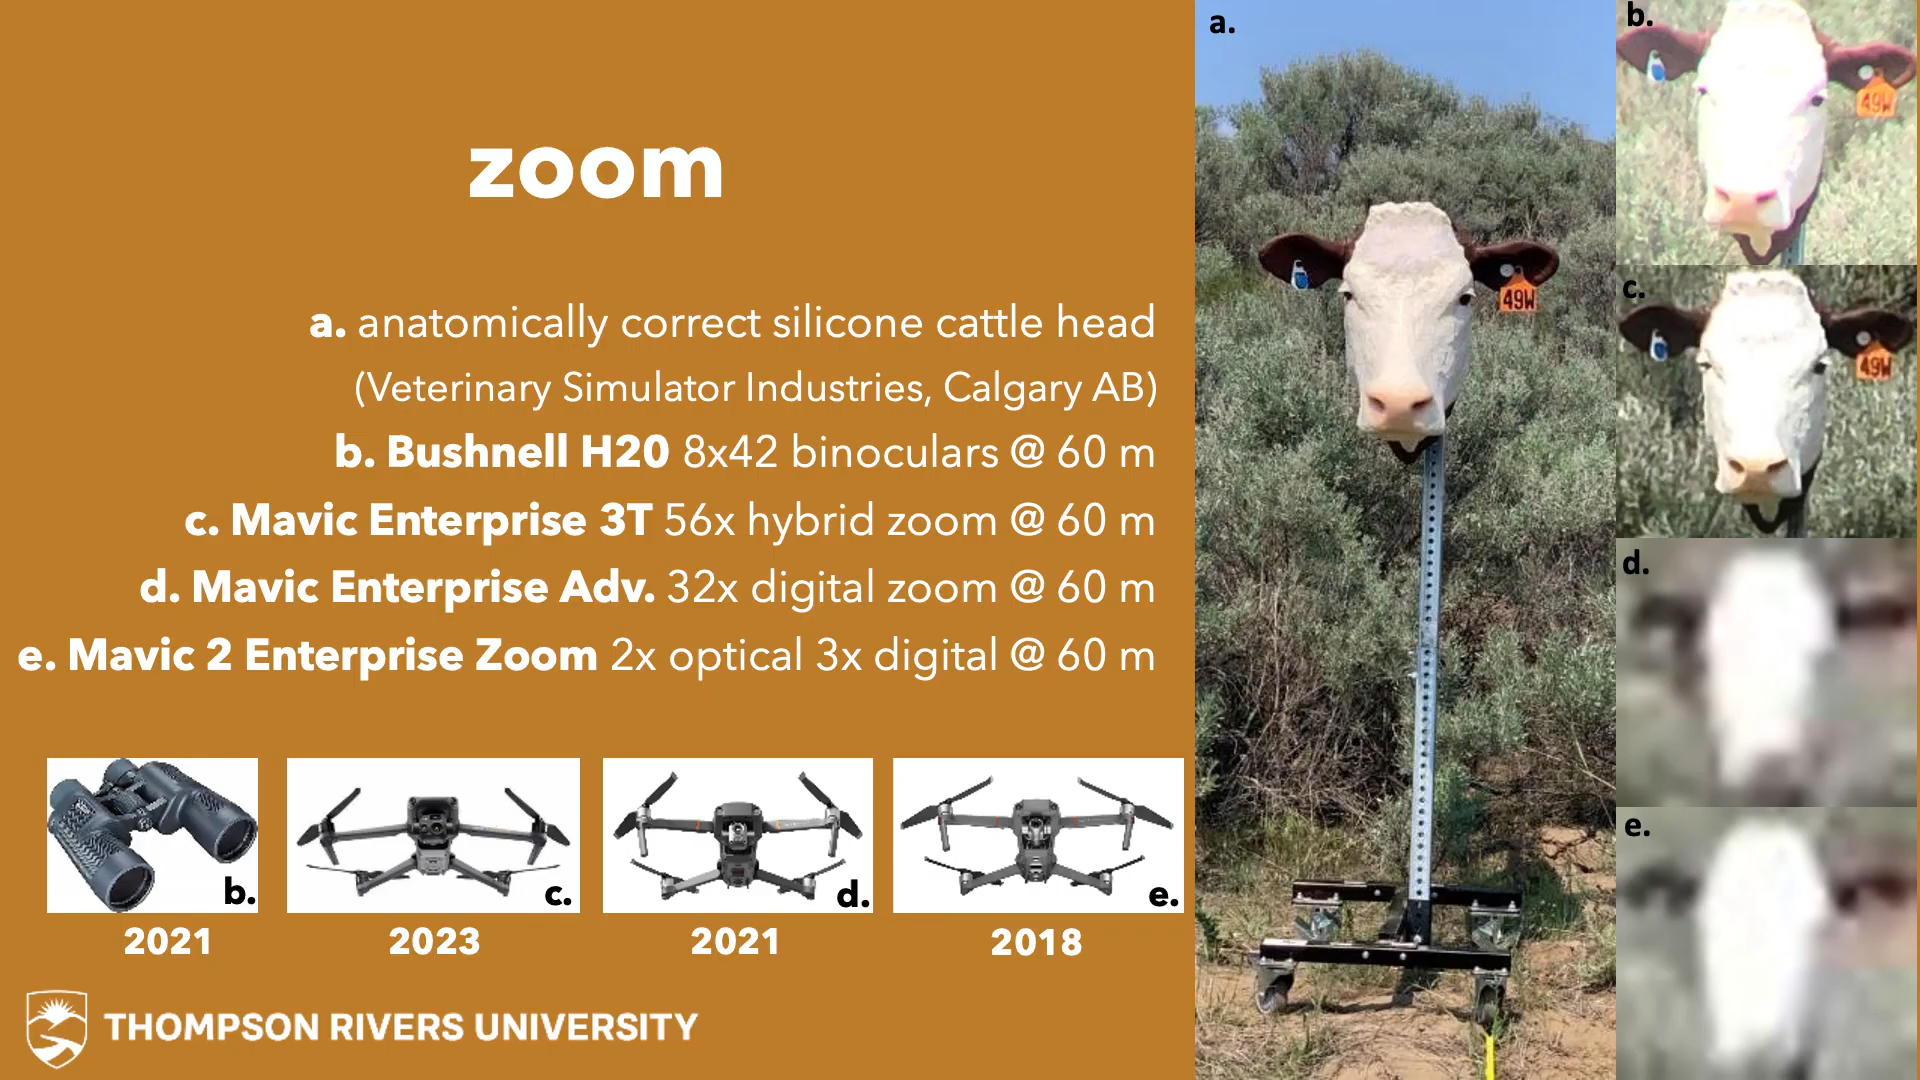 zoom
a. anatomically correct silicone cattle head
(Veterinary Simulator Industries, Calgary AB)
b. Bushnell H20 8x42 binoculars @ 60 m
c. Mavic Enterprise 3T 56x hybrid zoom @ 60 m
d. Mavic Enterprise Adv. 32x digital zoom @ 60 m
e. Mavic 2 Enterprise Zoom 2x optical 3x digital @ 60 m
b.
c.
d.
e.
2021
2023
2021
2018
THOMPSON RIVERS UNIVERSITY
a.
49W
b.
49W
c.
49W
d.
e.